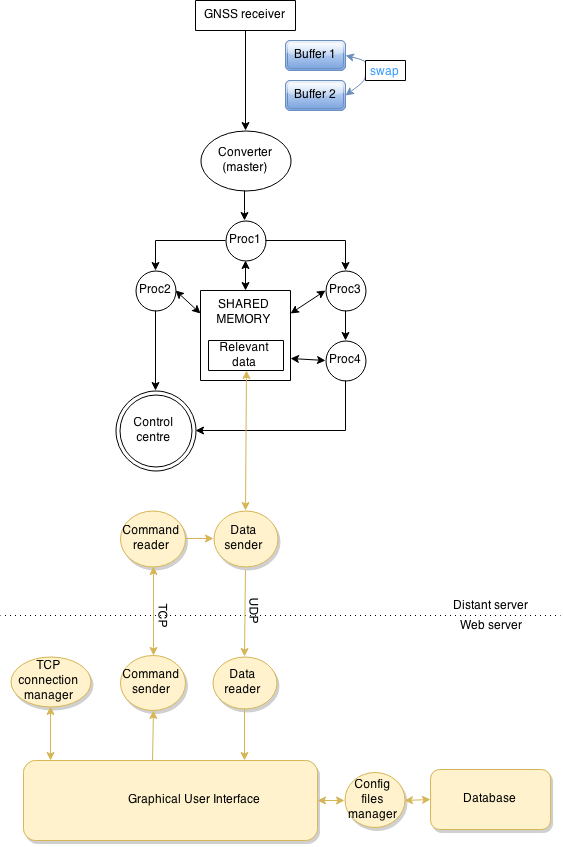 GNSS receiver
Buffer 1
swap
Buffer 2
Converter
(master)
Proc1
Proc2
Proc3
SHARED
MEMORY
Relevant
data
Proc4
Control
centre
Command
reader
Data
sender
TCP
UDP
Distant server
Web server
TCP
connection
manager
Command
sender
Data
reader
Graphical User Interface
Config
files
manager
Database